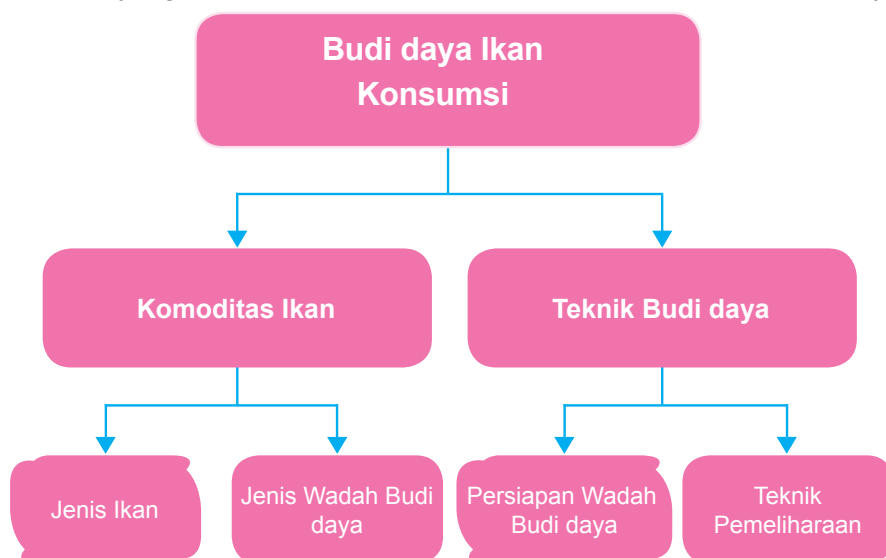 Budi daya Ikan
Konsumsi
Komoditas Ikan
Teknik Budi daya
Jenis Ikan
Jenis Wadah Budi
daya
Persiapan Wadah
Budi daya
Teknik
Pemeliharaan